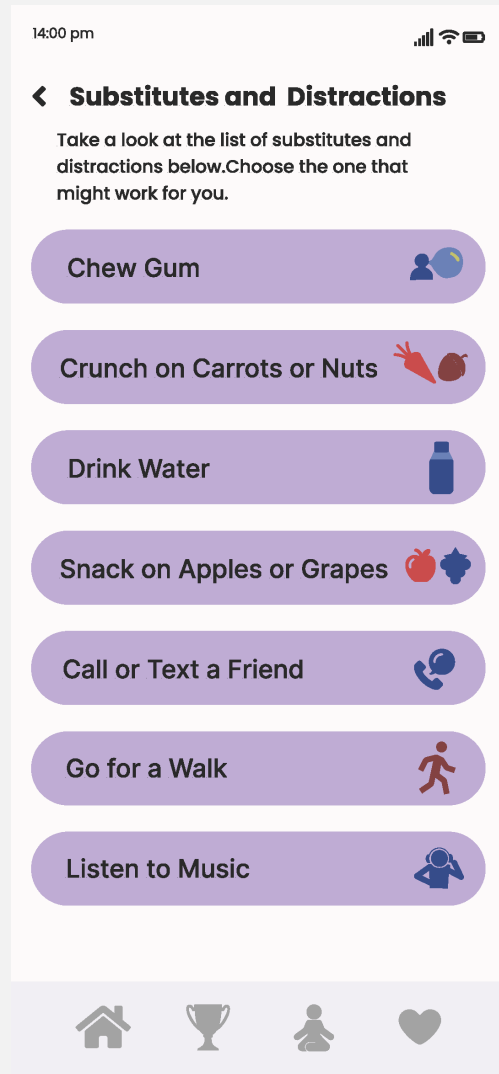 14:00 pm
Substitutes and Distractions
Take a look at the list of substitutes and
distractions below.Choose the one that
might work for you.
Chew Gum
Crunch on Carrots or Nuts
Drink Water
Snack on Apples or Grapes
Call or Text a Friend
Go for a Walk
Listen to Music